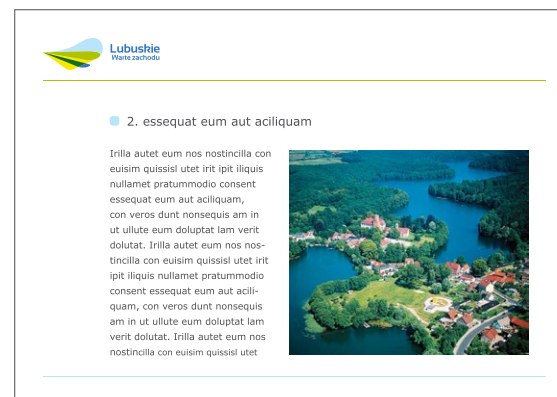 Lubuskie
Warte zachodu
2. essequat eum aut aciliquam
Irilla autet eum nos nostincilla con
euisim quissisl utet irit ipit iliquis
nullamet pratummodio consent
essequat eum aut aciliquam,
con veros dunt nonsequis am in
ut ullute eum doluptat lam verit
dolutat. Irilla autet eum nos nos-
tincilla con euisim quissisl utet irit
ipit iliquis nullamet pratummodio
consent essequat eum aut acili-
quam, con veros dunt nonsequis
am in ut ullute eum doluptat lam
verit dolutat. Irilla autet eum nos
nostincilla con euisim quissisl utet